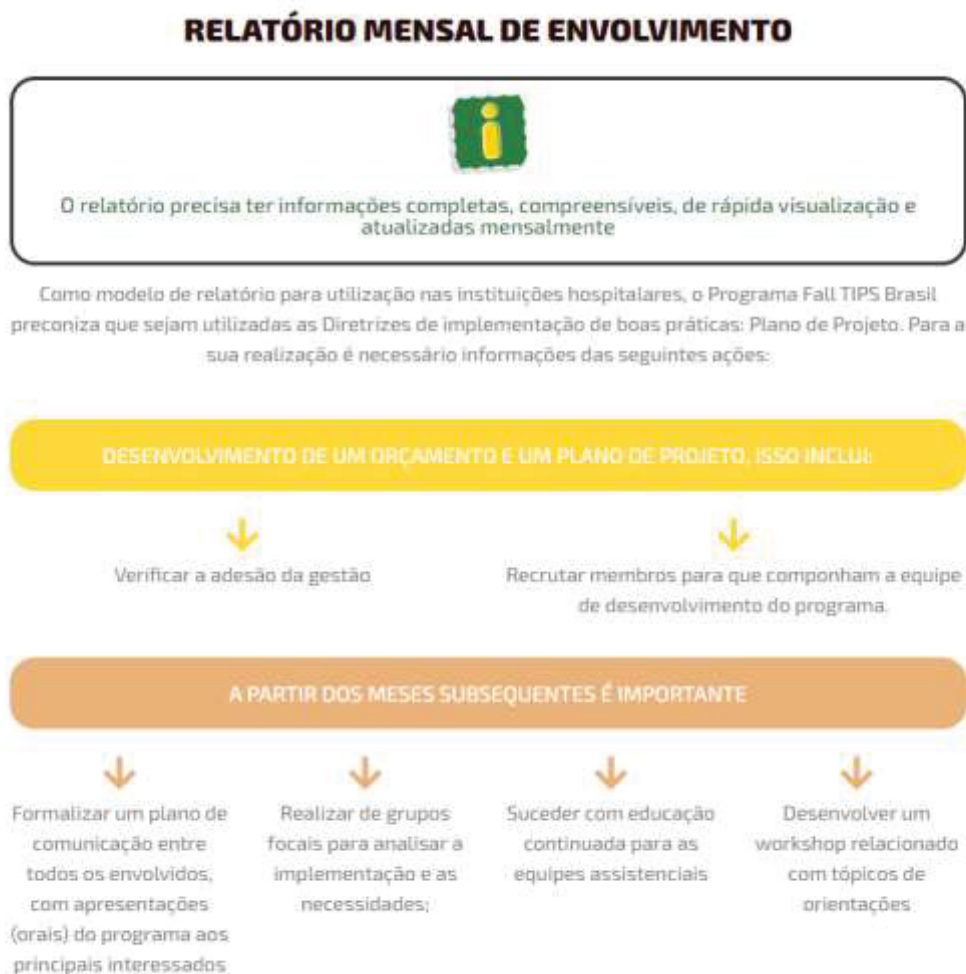 RELATÓRIO MENSAL DE ENVOLVIMENTO
i
O relatório precisa ter informações completas, compreensíveis, de rápida visualização e
atualizadas mensalmente
Como modelo de relatório para utilização nas instituições hospitalares, o Programa Fall TIPS Brasil
preconiza que sejam utilizadas as Diretrizes de implementação de boas práticas: Plano de Projeto. Para a
sua realização é necessário informações das seguintes ações:
DESENVOLVIMENTO DE UM ORÇAMENTO E UM PLANO DE PROJETO, ISSO INCLUI:
Verificar a adesão da gestão
Recrutar membros para que componham a equipe
de desenvolvimento do programa.
A PARTIR DOS MESES SUBSEQUENTES É IMPORTANTE
Formalizar um plano de
comunicação entre
todos os envolvidos,
com apresentações
(orais) do programa aos
principais interessados
Realizar de grupos
focais para analisar a
implementação e as
necessidades;
Suceder com educação
continuada para as
equipes assistenciais
Desenvolver um
workshop relacionado
com tópicos de
orientações